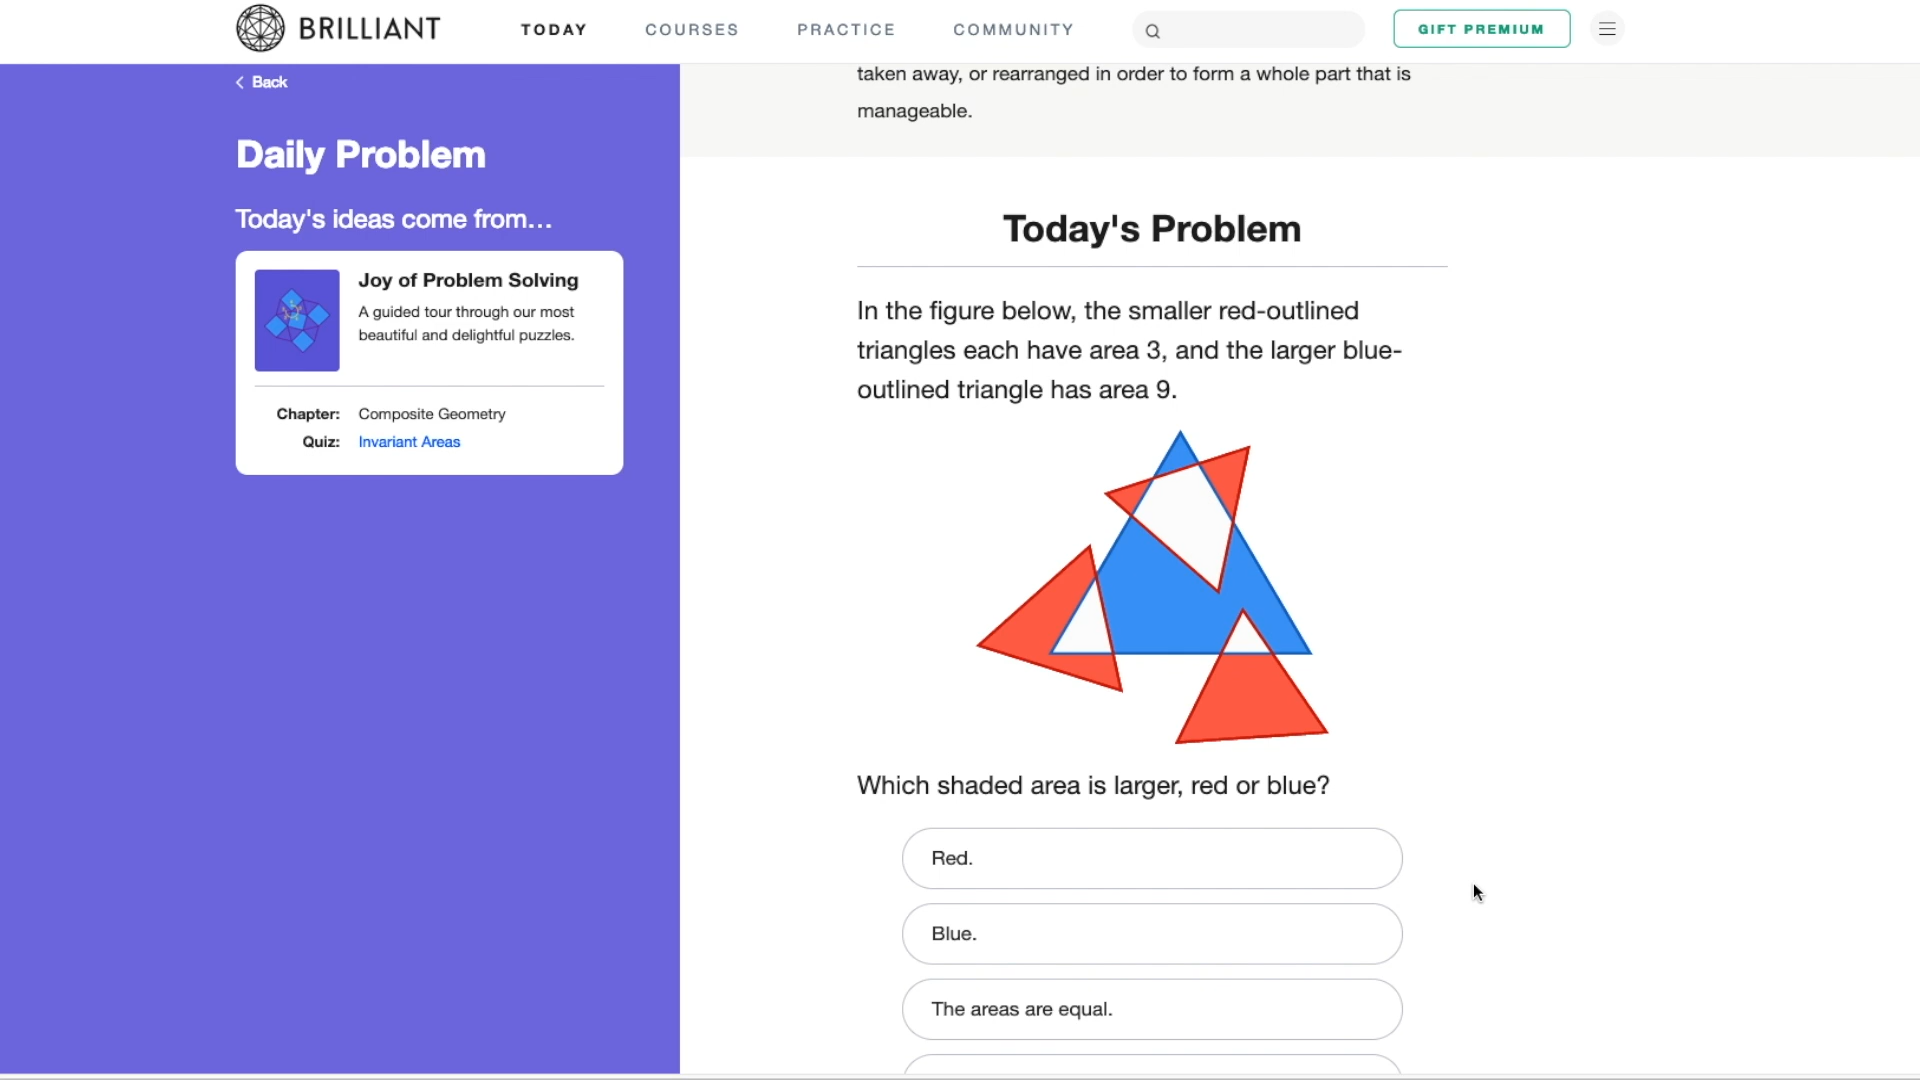 BRILLIANT
TODAY
COURSES
PRACTICE
COMMUNITY
GIFT PREMIUM
Back
Daily Problem
Today's ideas come from...
Joy of Problem Solving
A guided tour through our most
beautiful and delightful puzzles.
Chapter: Composite Geometry
Quiz: Invariant Areas
taken away, or rearranged in order to form a whole part that is
manageable.
Today's Problem
In the figure below, the smaller red-outlined
triangles each have area 3, and the larger blue-
outlined triangle has area 9.
Which shaded area is larger, red or blue?
Red.
Blue.
The areas are equal.